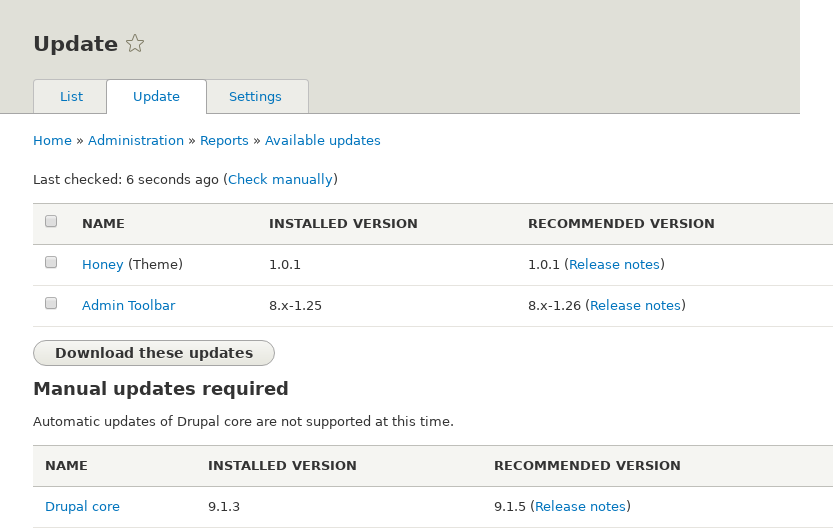 Update
List Update Settings
Home » Administration » Reports » Available updates
Last checked: 6 seconds ago (Check manually)
NAME INSTALLED VERSION RECOMMENDED VERSION
Honey (Theme) 1.0.1 1.0.1 (Release notes)
Admin Toolbar 8.x-1.25 8.x-1.26 (Release notes)
Download these updates
Manual updates required
Automatic updates of Drupal core are not supported at this time.
NAME INSTALLED VERSION RECOMMENDED VERSION
Drupal core 9.1.3 9.1.5 (Release notes)